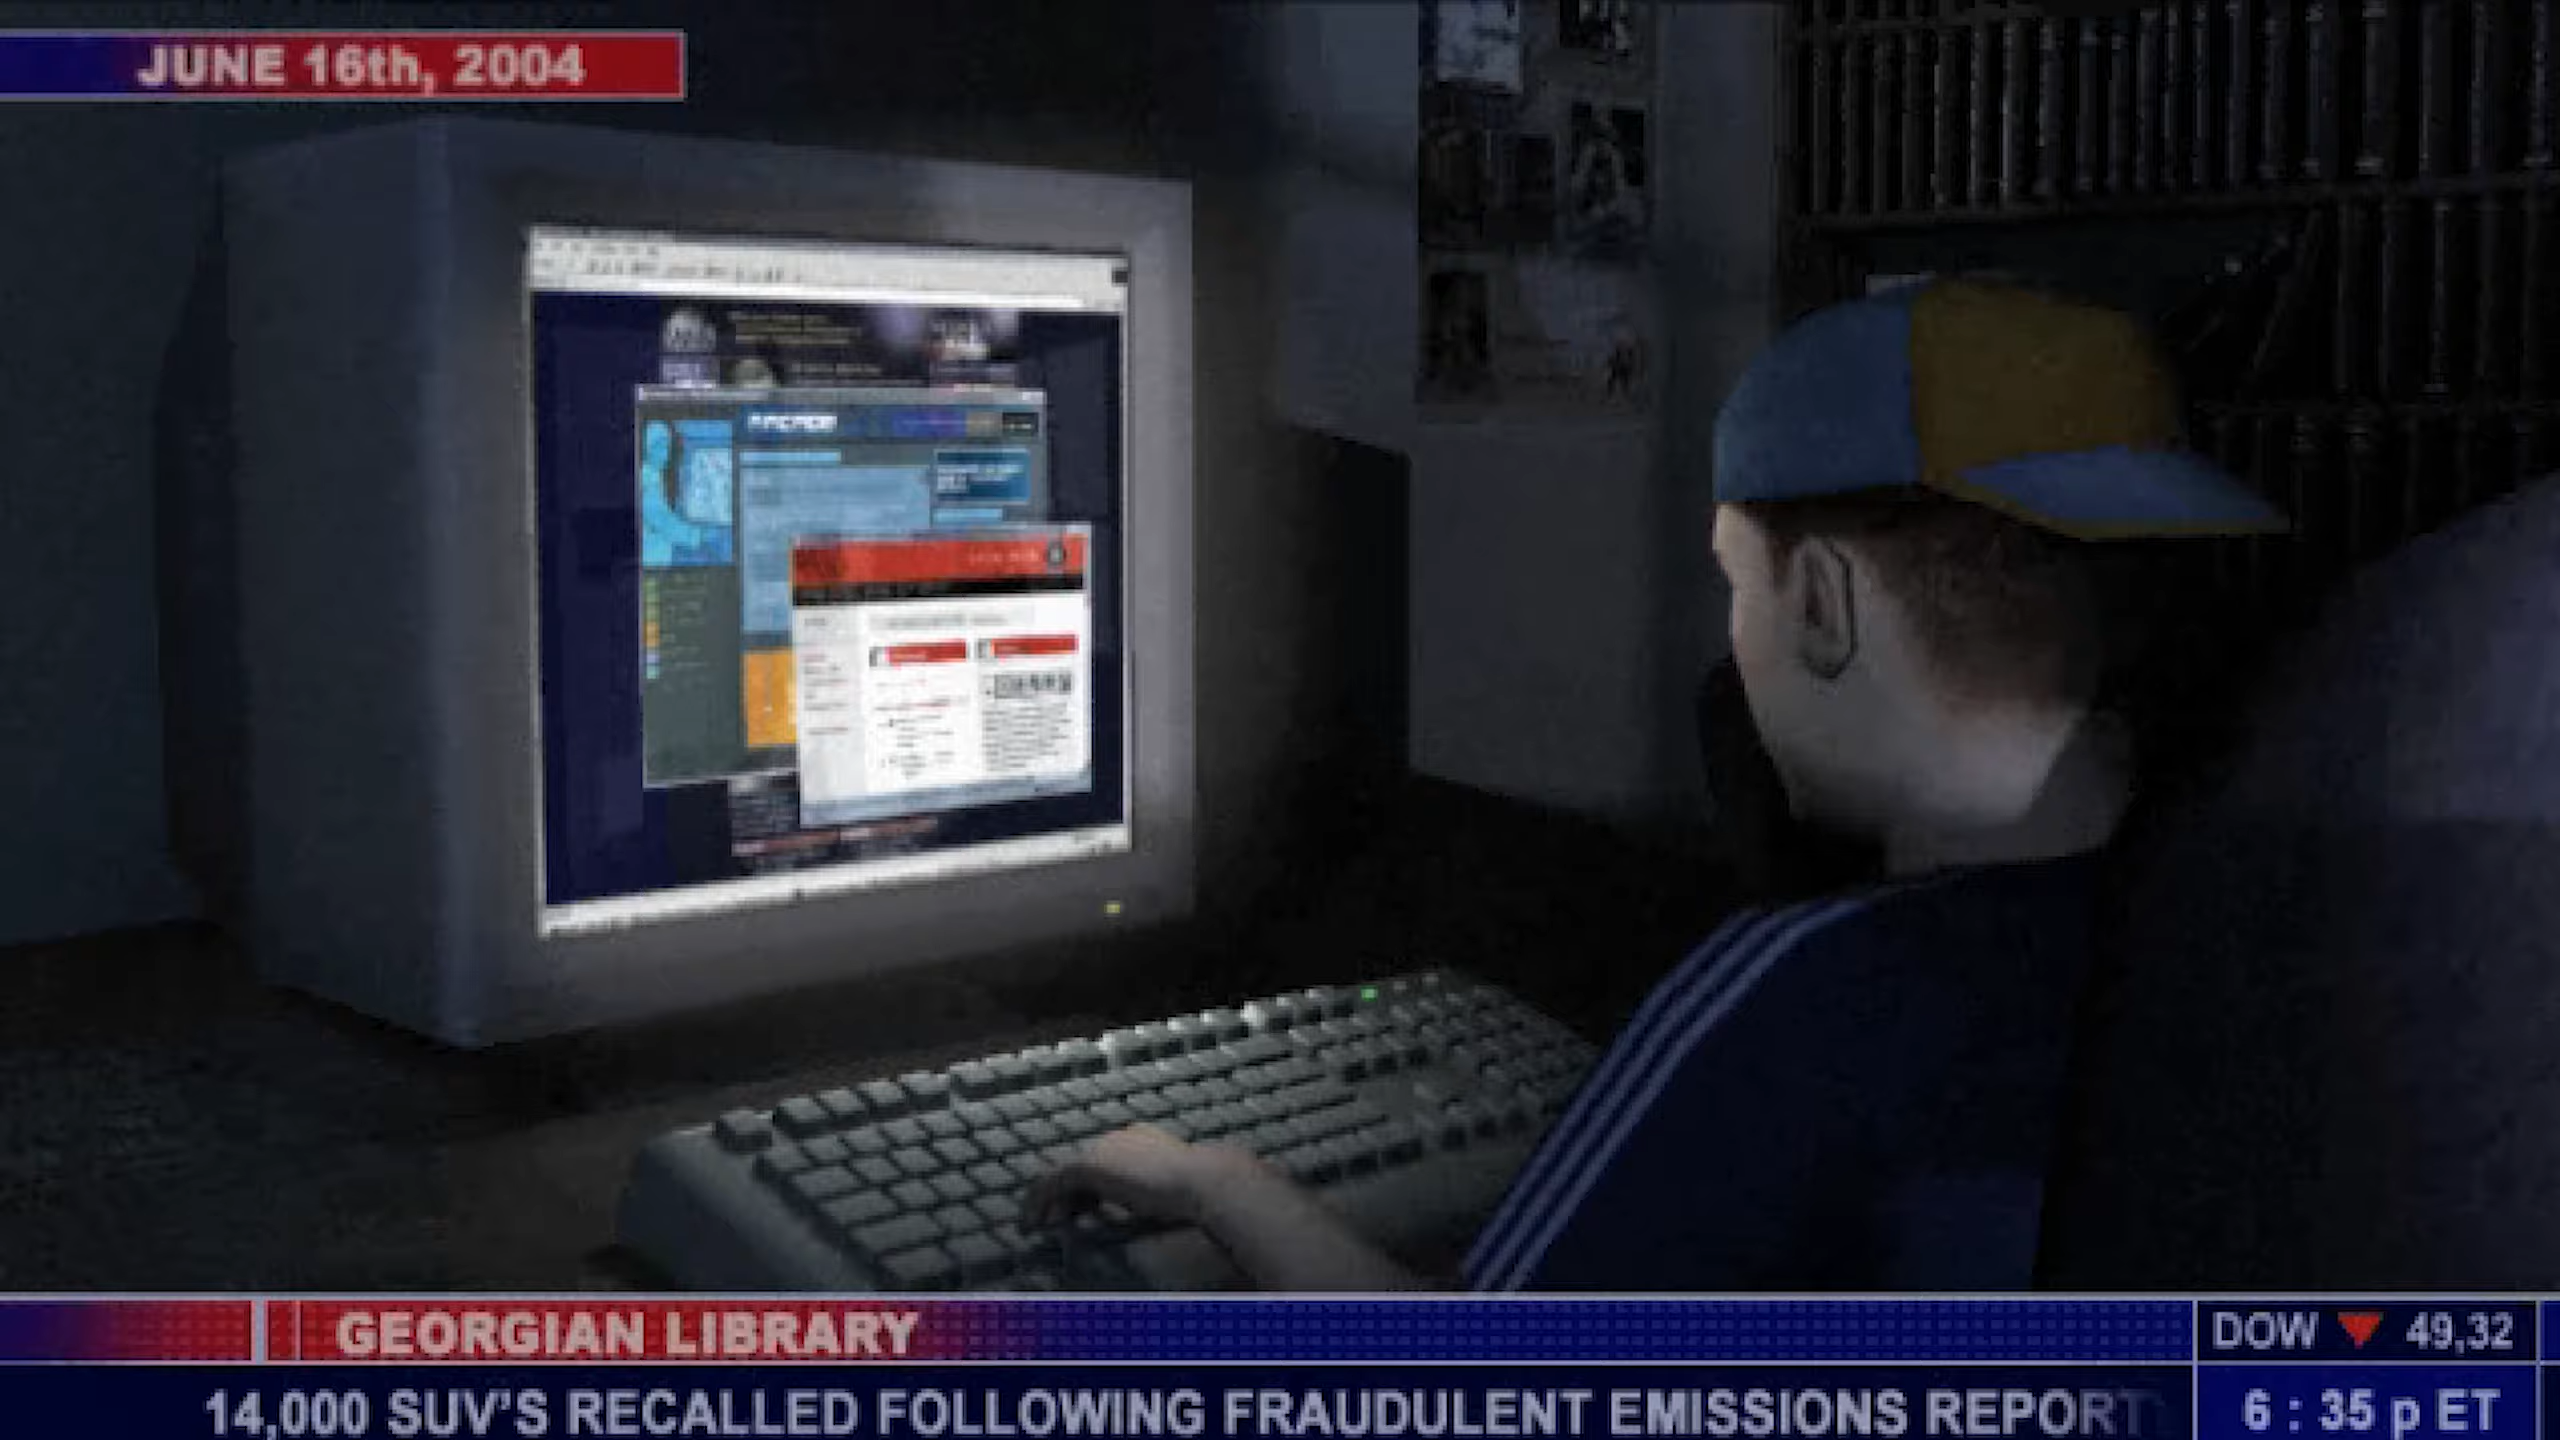 JUNE 16th, 2004
GEORGIAN LIBRARY
DOW ▼ 49,32
14,000 SUV'S RECALLED FOLLOWING FRAUDULENT EMISSIONS REPORT
6 : 35 p ET